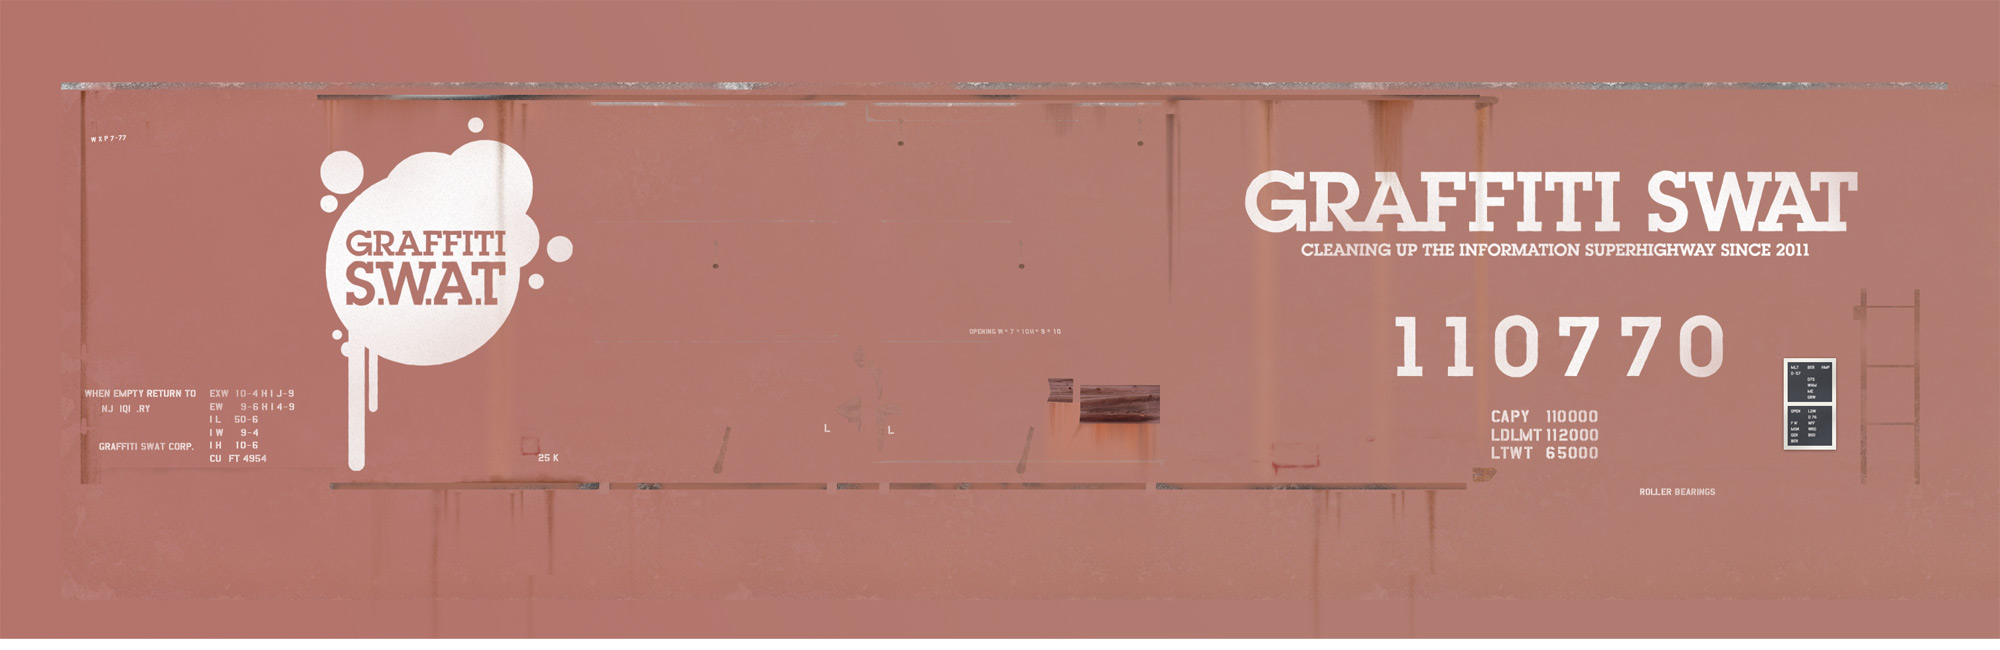 W X P 7-77
GRAFFITI
S.W.A.T
GRAFFITI SWAT
CLEANING UP THE INFORMATION SUPERHIGHWAY SINCE 2011
110770
OPENING W • 7 • 10 H • 9 • 10
WHEN EMPTY RETURN TO
NJ IQI .RY
GRAFFITI SWAT CORP.
EXW 10-4 H I J-9
EW 9-6 H I 4-9
I L 50-6
I W 9-4
I H 10-6
CU FT 4954
25 K
L
L
CAPY 110000
LDLMT 112000
LTWT 65000
ROLLER BEARINGS